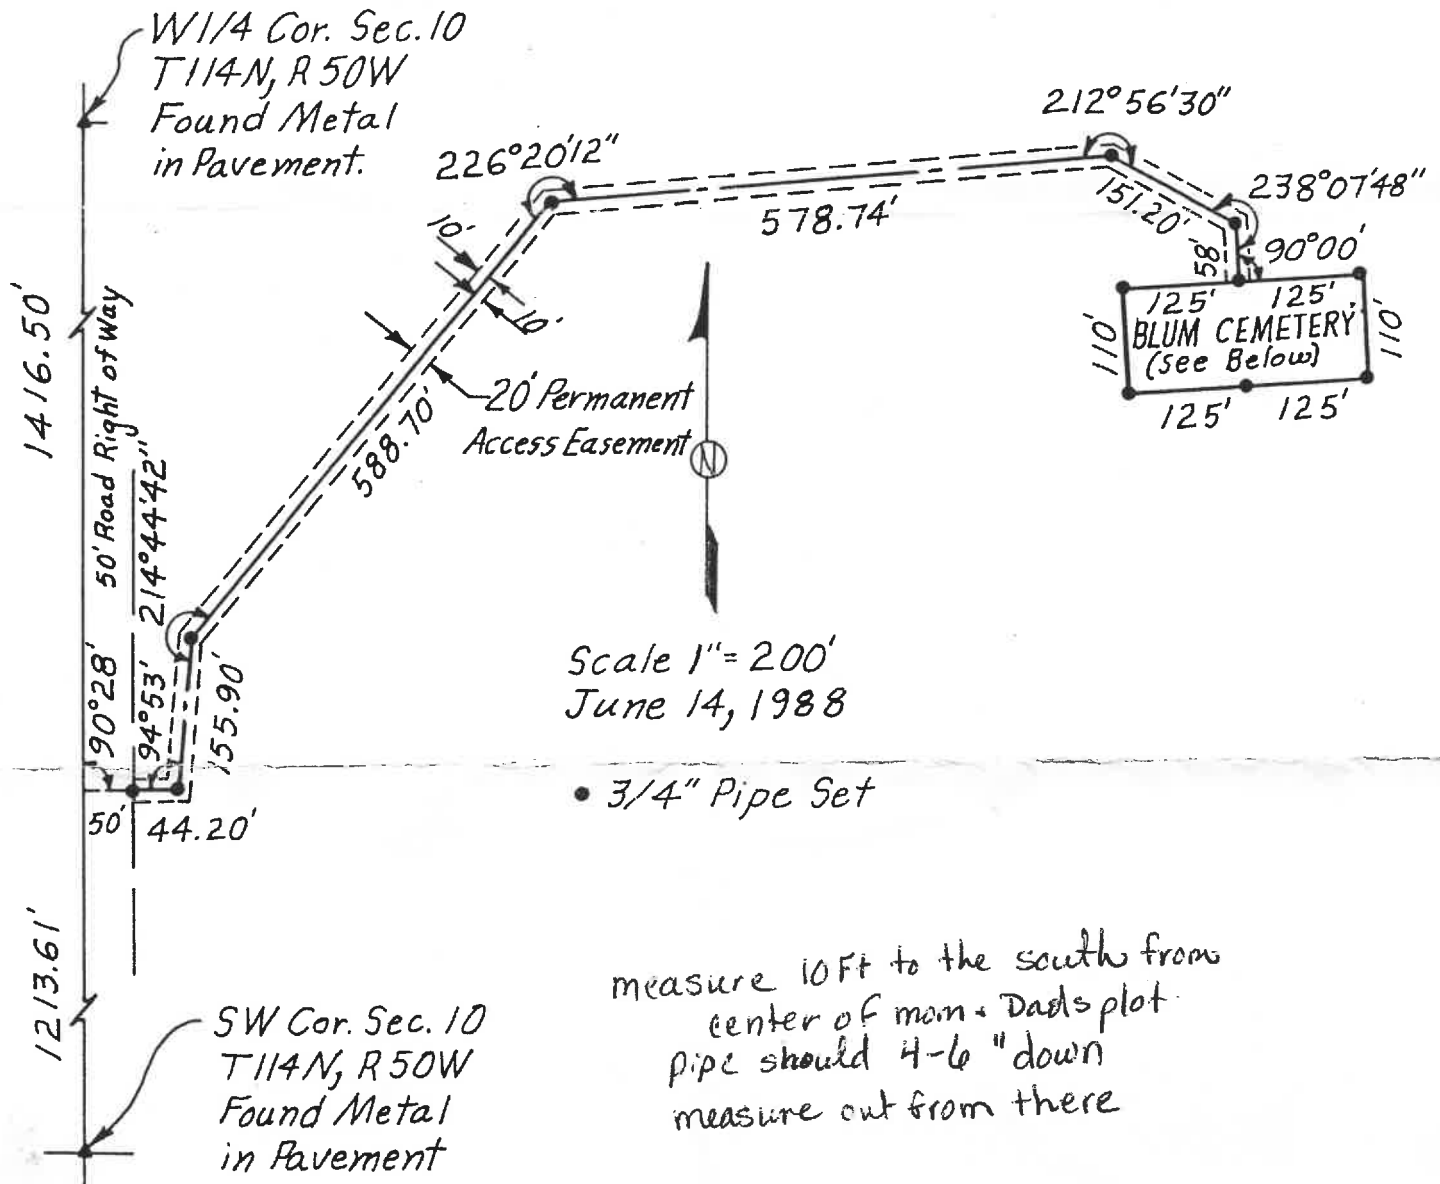 W1/4 Cor. Sec. 10
T114N, R 50W
Found Metal
in Pavement.
212°56'30"
226°20'12"
238°07'48"
10'
578.74'
151.20'
58'
90°00'
10'
125' 125'
BLUM CEMETERY
(see Below)
110'
110'
125' 125'
1416.50'
50' Road Right of Way
20' Permanent
Access Easement
588.70'
N
214°44'42"
90°28'
94°53'
155.90'
Scale 1"= 200'
June 14, 1988
3/4" Pipe Set
50' 44.20'
1213.61'
SW Cor. Sec. 10
T114N, R 50W
Found Metal
in Pavement
measure 10 Ft to the south from
center of mom & Dads plot
pipe should 4-6 "down
measure out from there